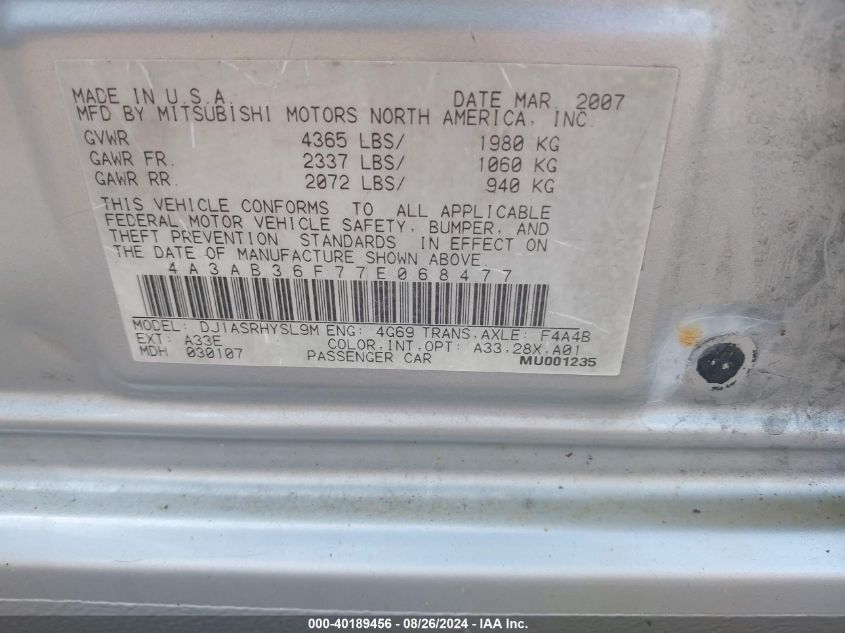 MADE IN U.S.A. DATE MAR. 2007
MFD BY MITSUBISHI MOTORS NORTH AMERICA, INC.
GVWR 4365 LBS/ 1980 KG
GAWR FR. 2337 LBS/ 1060 KG
GAWR RR. 2072 LBS/ 940 KG
THIS VEHICLE CONFORMS TO ALL APPLICABLE
FEDERAL MOTOR VEHICLE SAFETY, BUMPER, AND
THEFT PREVENTION STANDARDS IN EFFECT ON
THE DATE OF MANUFACTURE SHOWN ABOVE.
4A3AB36F77E068477
MODEL: DJ1ASRHYSL9M ENG: 4G69 TRANS.AXLE: F4A4B
EXT: A33E COLOR.INT.OPT: A33.28X.A01
MDH 030107 PASSENGER CAR MU001235
000-40189456 - 08/26/2024 - IAA Inc.